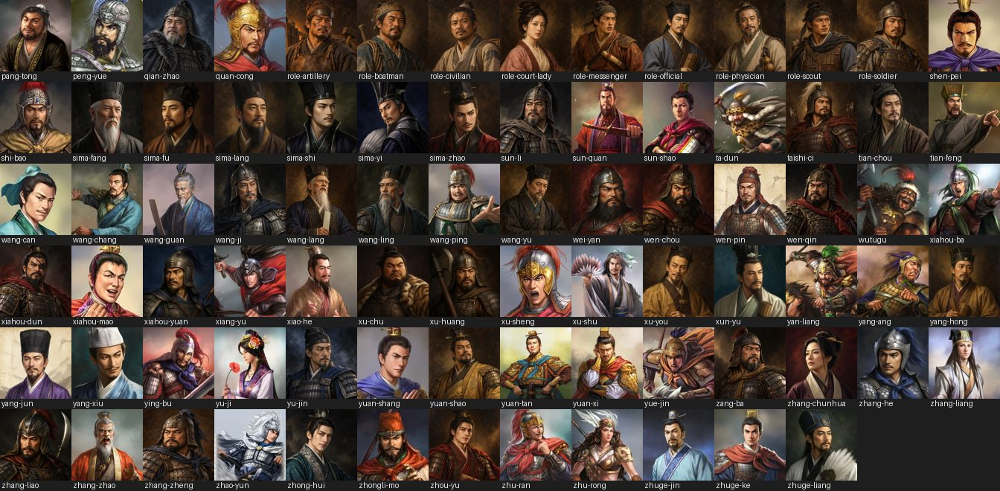 pang-tong peng-yue qian-zhao quan-cong role-artillery role-boatman role-civilian role-court-lady role-messenger role-official role-physician role-scout role-soldier shen-pei
shi-bao sima-fang sima-fu sima-lang sima-shi sima-yi sima-zhao sun-li sun-quan sun-shao ta-dun taishi-ci tian-chou tian-feng
wang-can wang-chang wang-guan wang-ji wang-lang wang-ling wang-ping wang-yu wei-yan wen-chou wen-pin wen-qin wutugu xiahou-ba
xiahou-dun xiahou-mao xiahou-yuan xiang-yu xiao-he xu-chu xu-huang xu-sheng xu-shu xu-you xun-yu yan-liang yang-ang yang-hong
yang-jun yang-xiu ying-bu yu-ji yu-jin yuan-shang yuan-shao yuan-tan yuan-xi yue-jin zang-ba zhang-chunhua zhang-he zhang-liang
zhang-liao zhang-zhao zhang-zheng zhao-yun zhong-hui zhongli-mo zhou-yu zhu-ran zhu-rong zhuge-jin zhuge-ke zhuge-liang